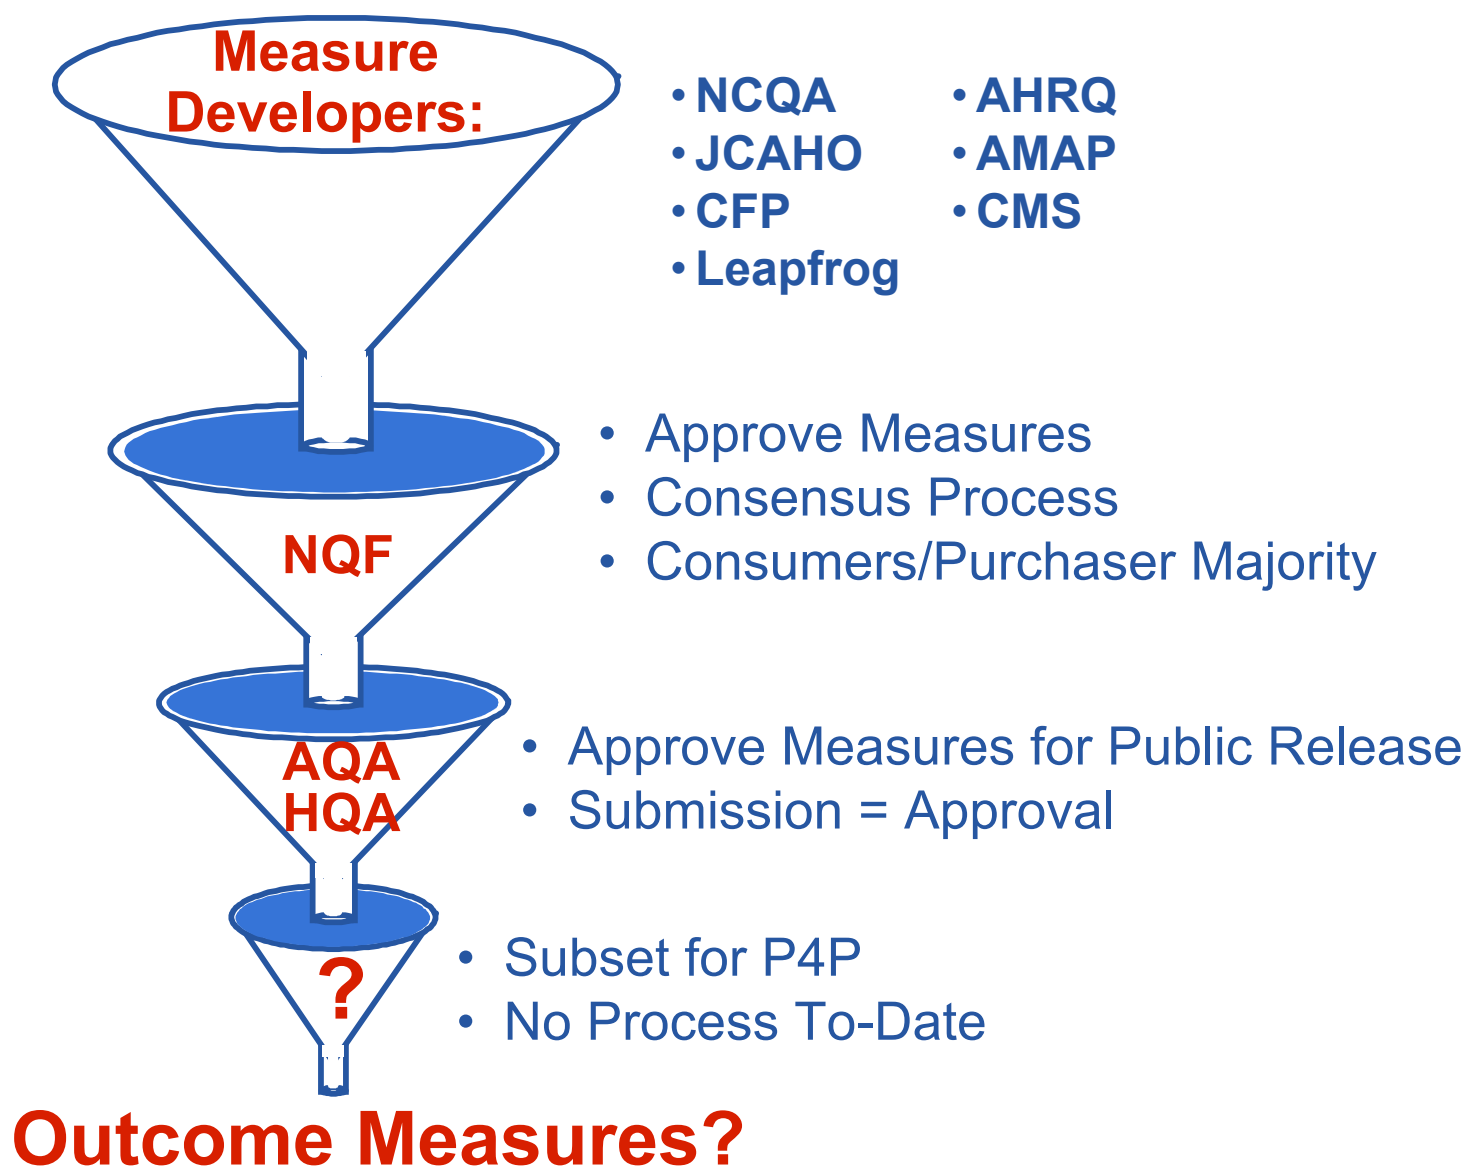 Measure
Developers:
• NCQA
• JCAHO
• CFP
• Leapfrog
• AHRQ
• AMAP
• CMS
NQF
• Approve Measures
• Consensus Process
• Consumers/Purchaser Majority
AQA
HQA
• Approve Measures for Public Release
• Submission = Approval
?
• Subset for P4P
• No Process To-Date
Outcome Measures?